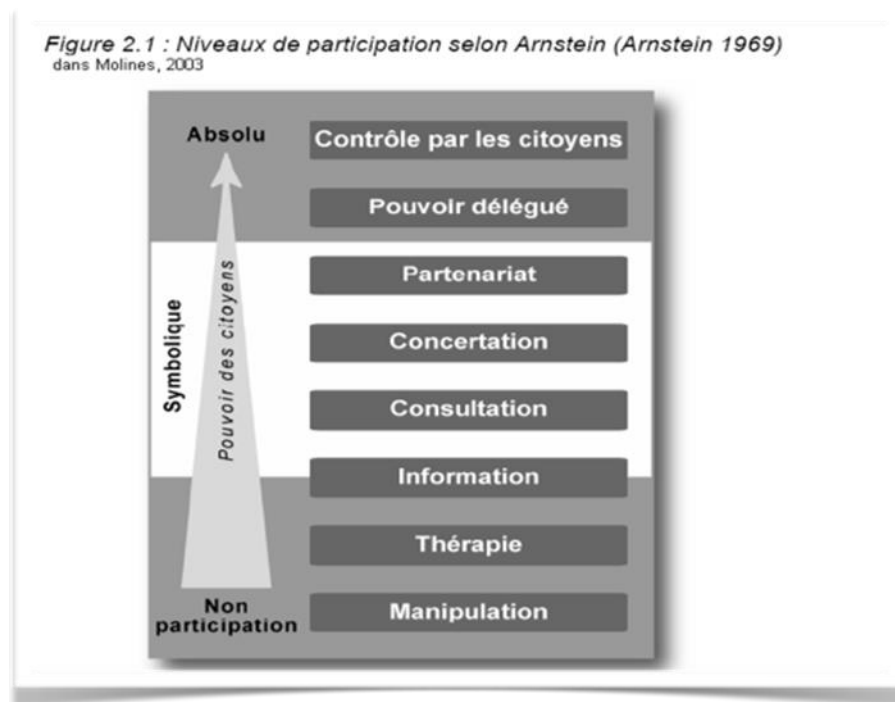 Figure 2.1 : Niveaux de participation selon Arnstein (Arnstein 1969)
dans Molines, 2003
Absolu
Contrôle par les citoyens
Pouvoir délégué
Partenariat
Symbolique
Pouvoir des citoyens
Concertation
Consultation
Information
Thérapie
Non
participation
Manipulation